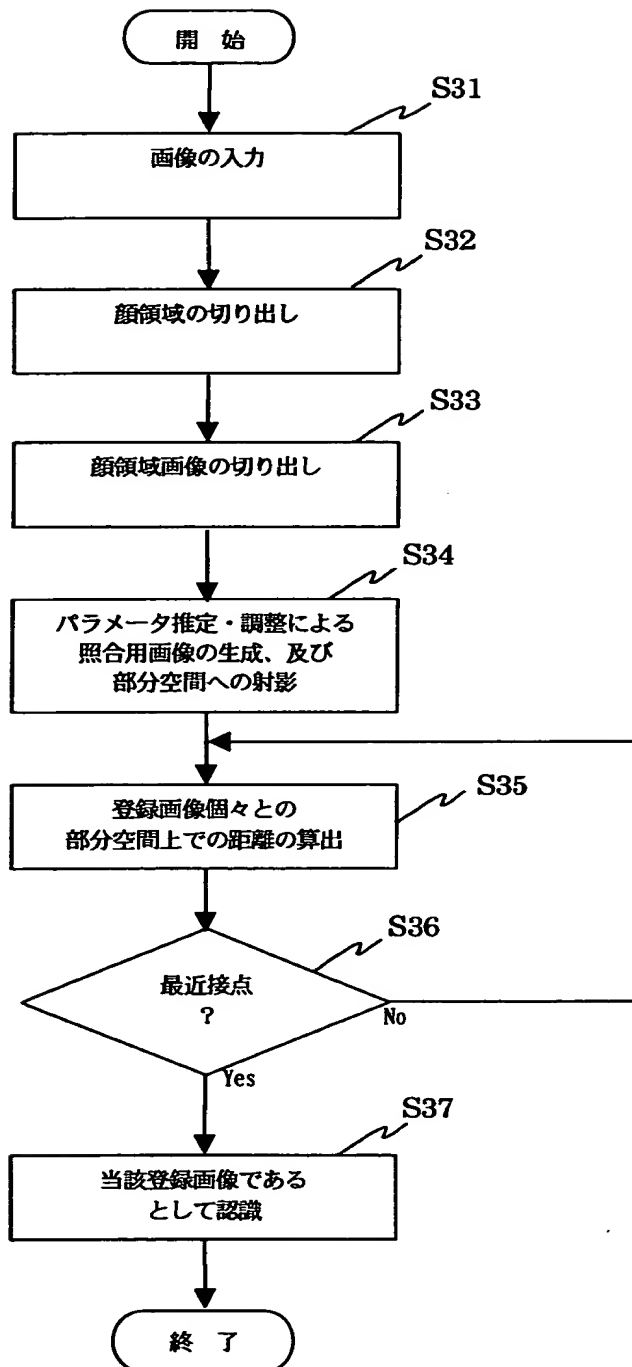 開 始
S31
画像の入力
S32
顔領域の切り出し
S33
顔領域画像の切り出し
S34
パラメータ推定・調整による
照合用画像の生成、及び
部分空間への射影
S35
登録画像個々との
部分空間上での距離の算出
S36
最近接点
?
No
Yes
S37
当該登録画像である
として認識
終 了